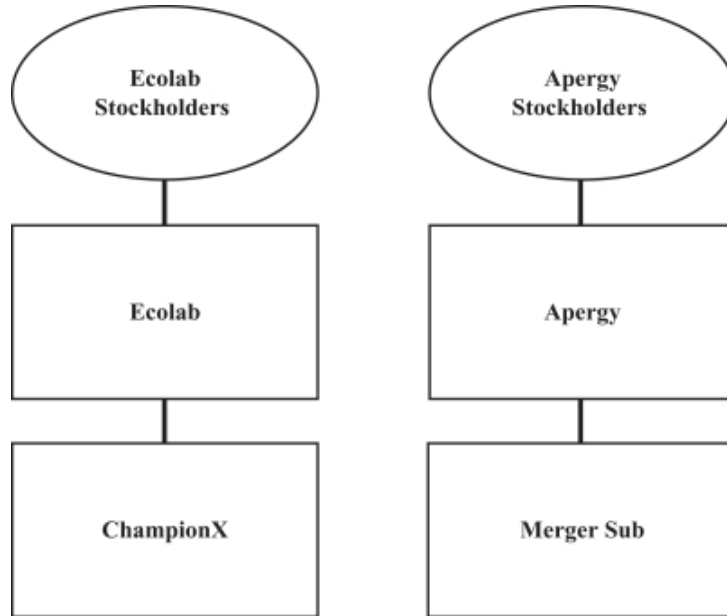 Ecolab
Stockholders
Apergy
Stockholders
Ecolab
Apergy
ChampionX
Merger Sub